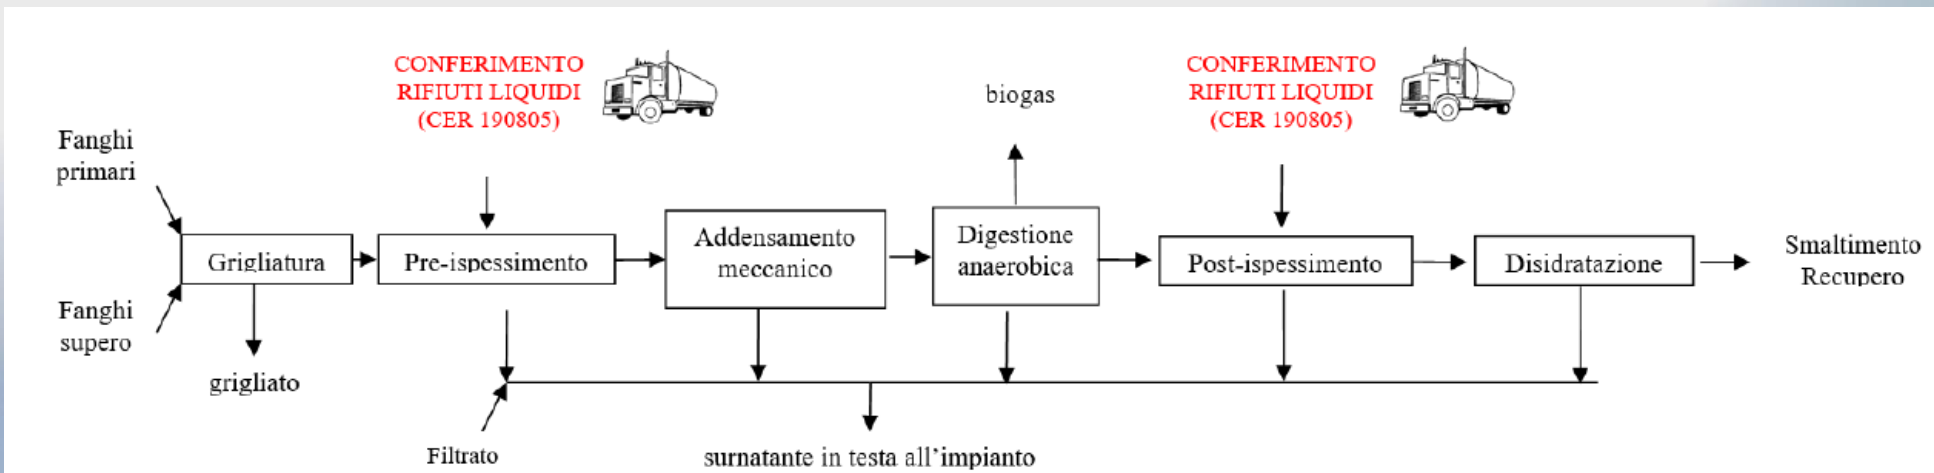 CONFERIMENTO
RIFIUTI LIQUIDI
(CER 190805)
CONFERIMENTO
RIFIUTI LIQUIDI
(CER 190805)
biogas
Fanghi
primari
Grigliatura
Pre-ispessimento
Addensamento
meccanico
Digestione
anaerobica
Post-ispessimento
Disidratazione
Smaltimento
Recupero
Fanghi
supero
grigliato
Filtrato
surnatante in testa all'impianto